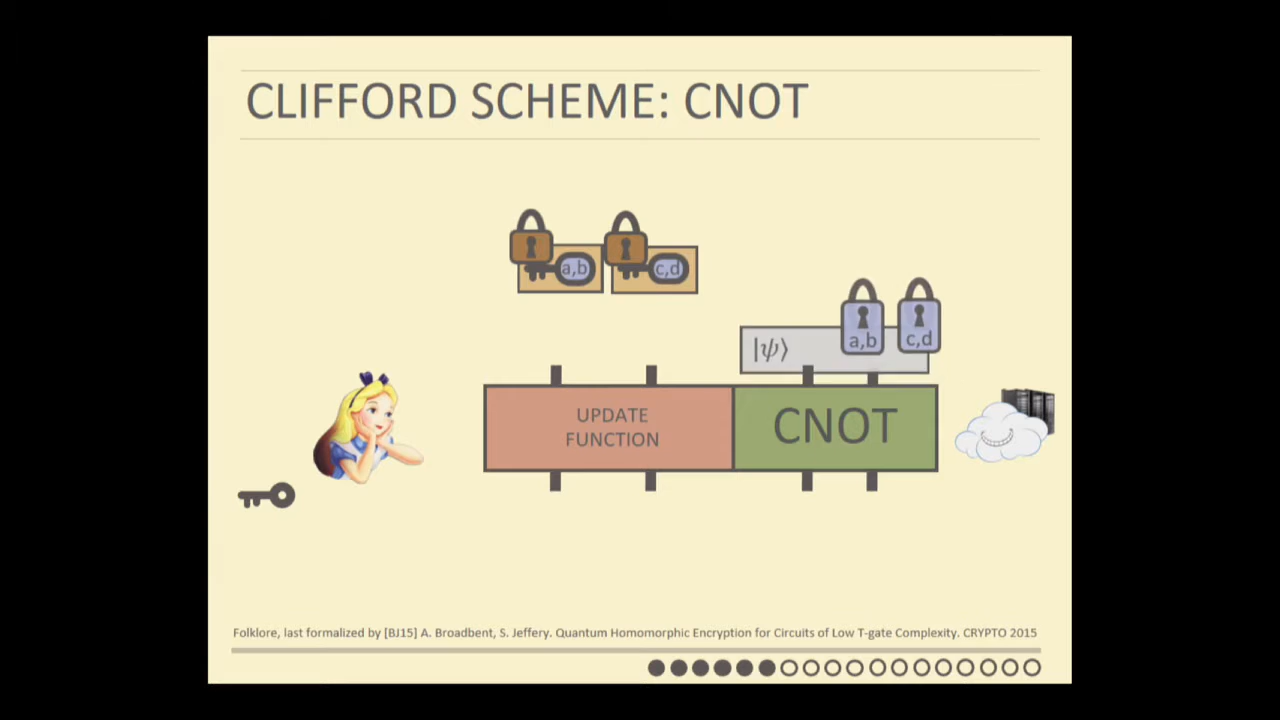 CLIFFORD SCHEME: CNOT
a,b
c,d
a,b
c,d
|ψ⟩
UPDATE
FUNCTION
CNOT
Folklore, last formalized by [BJ15] A. Broadbent, S. Jeffery. Quantum Homomorphic Encryption for Circuits of Low T-gate Complexity. CRYPTO 2015